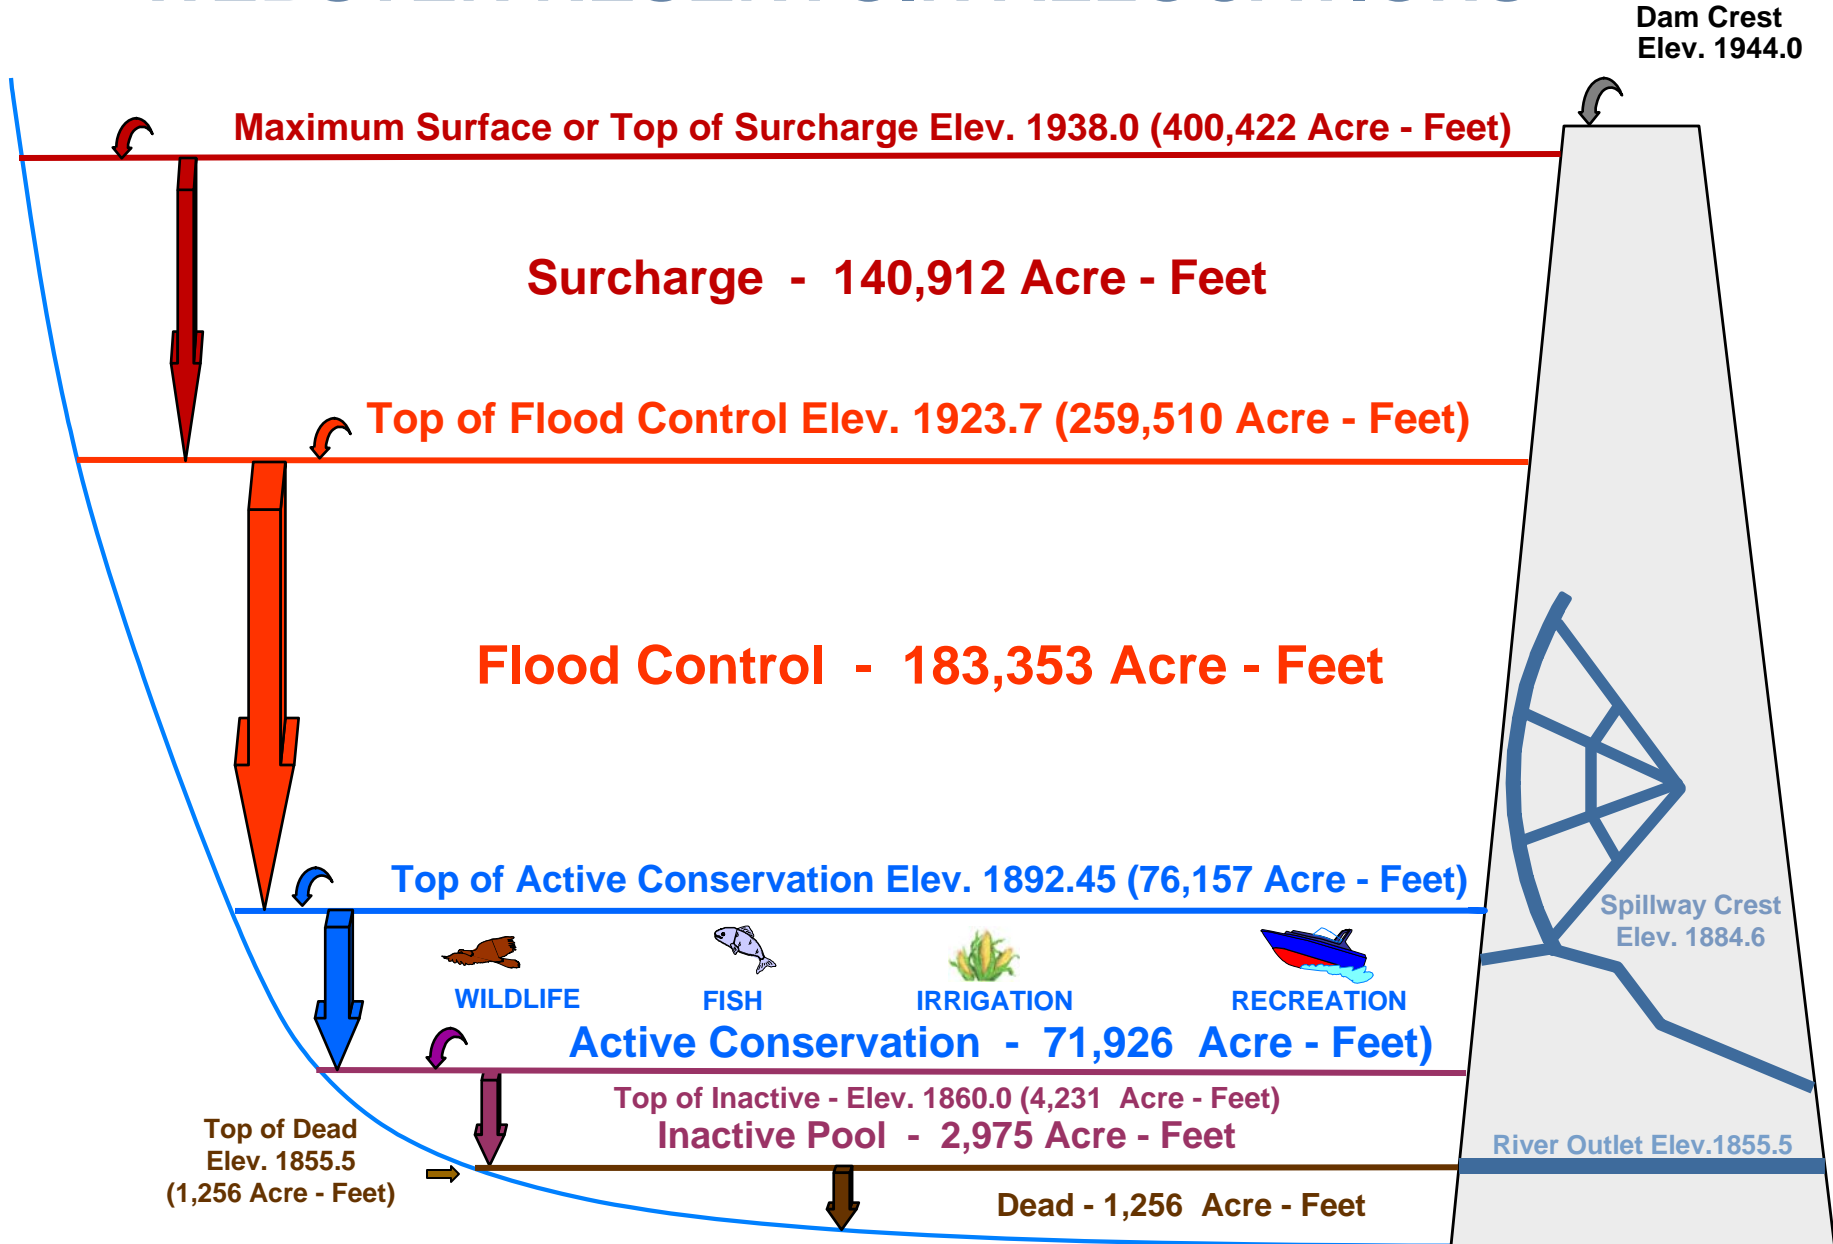 Dam Crest
Elev. 1944.0
Maximum Surface or Top of Surcharge Elev. 1938.0 (400,422 Acre - Feet)
Surcharge - 140,912 Acre - Feet
Top of Flood Control Elev. 1923.7 (259,510 Acre - Feet)
Flood Control - 183,353 Acre - Feet
Top of Active Conservation Elev. 1892.45 (76,157 Acre - Feet)
Spillway Crest
Elev. 1884.6
WILDLIFE
FISH
IRRIGATION
RECREATION
Active Conservation - 71,926 Acre - Feet)
Top of Inactive - Elev. 1860.0 (4,231 Acre - Feet)
Inactive Pool - 2,975 Acre - Feet
Top of Dead
Elev. 1855.5
(1,256 Acre - Feet)
River Outlet Elev.1855.5
Dead - 1,256 Acre - Feet